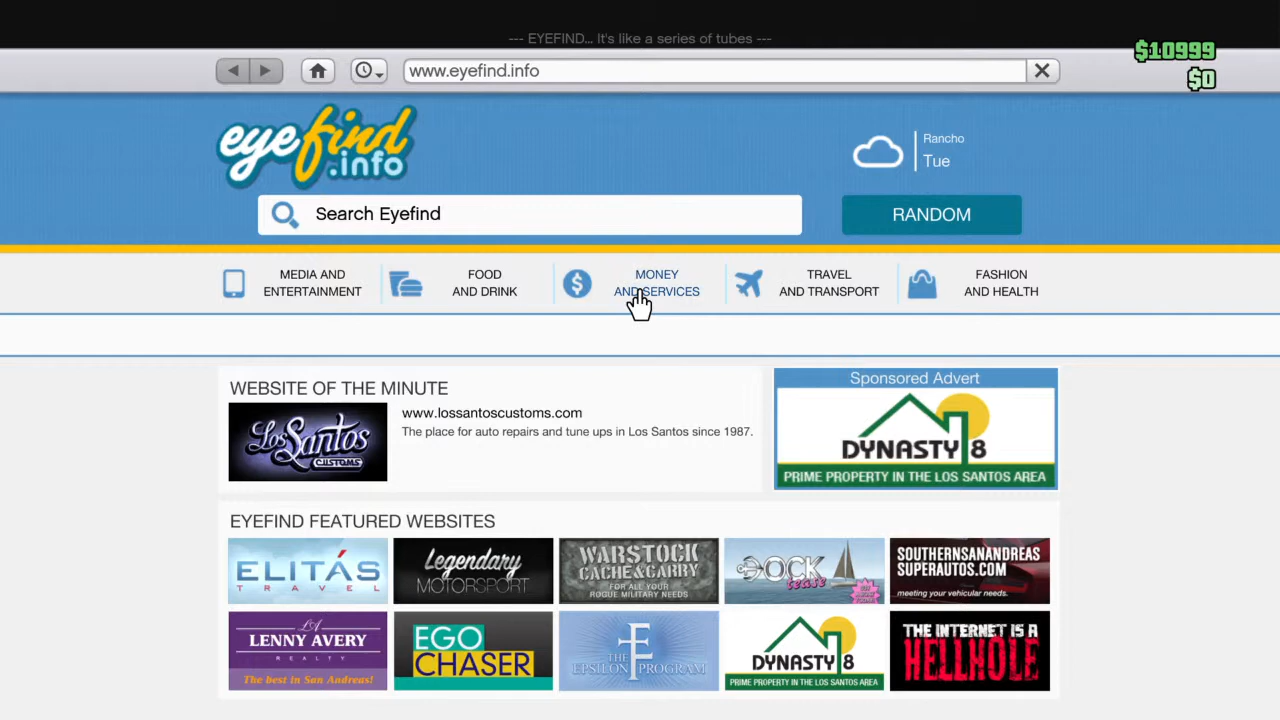 --- EYEFIND... It's like a series of tubes ---
$10999
$0
www.eyefind.info
eyefind
.info
Rancho
Tue
Search Eyefind
RANDOM
MEDIA AND
ENTERTAINMENT
FOOD
AND DRINK
MONEY
AND SERVICES
TRAVEL
AND TRANSPORT
FASHION
AND HEALTH
WEBSITE OF THE MINUTE
Los Santos
CUSTOMS
www.lossantoscustoms.com
The place for auto repairs and tune ups in Los Santos since 1987.
Sponsored Advert
DYNASTY 8
PRIME PROPERTY IN THE LOS SANTOS AREA
EYEFIND FEATURED WEBSITES
ELITÁS
TRAVEL
Legendary
MOTORSPORT
WARSTOCK
CACHE & CARRY
FOR ALL YOUR
ROGUE MILITARY NEEDS
DOCK
tease
SOUTHERNSANANDREAS
SUPERAUTOS.COM
meeting your vehicular needs.
LA
LENNY AVERY
REALTY
The best in San Andreas!
EGO
CHASER
THE
EPSILON PROGRAM
DYNASTY 8
PRIME PROPERTY IN THE LOS SANTOS AREA
THE INTERNET IS A
HELLHOLE